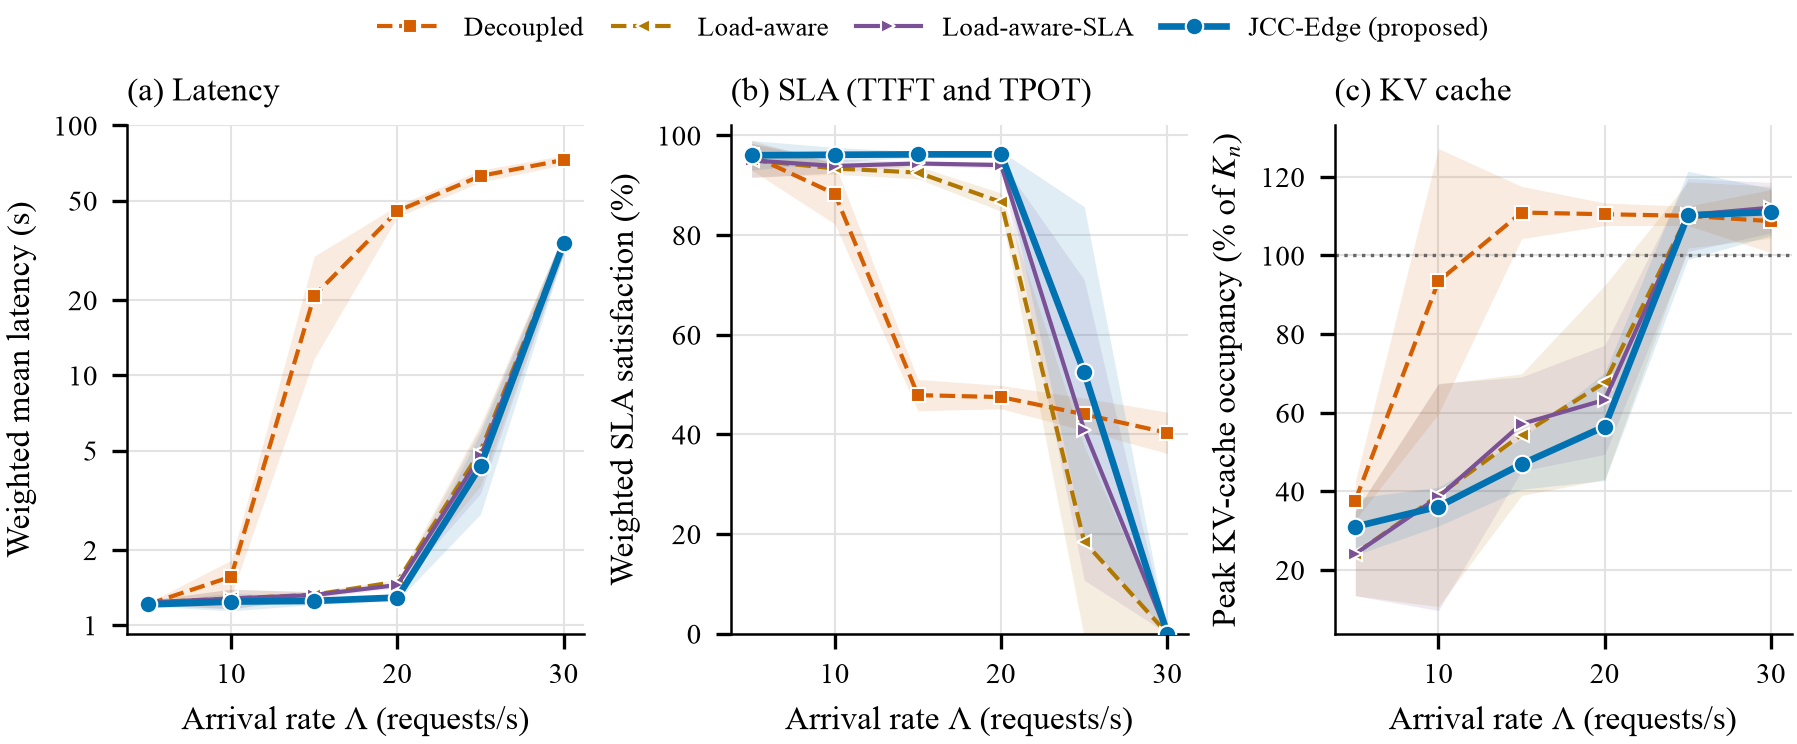 Decoupled Load-aware Load-aware-SLA JCC-Edge (proposed)
(a) Latency
Weighted mean latency (s)
100
50
20
10
5
2
1
10 20 30
Arrival rate Λ (requests/s)
(b) SLA (TTFT and TPOT)
Weighted SLA satisfaction (%)
100
80
60
40
20
0
10 20 30
Arrival rate Λ (requests/s)
(c) KV cache
Peak KV-cache occupancy (% of Kₙ)
120
100
80
60
40
20
10 20 30
Arrival rate Λ (requests/s)